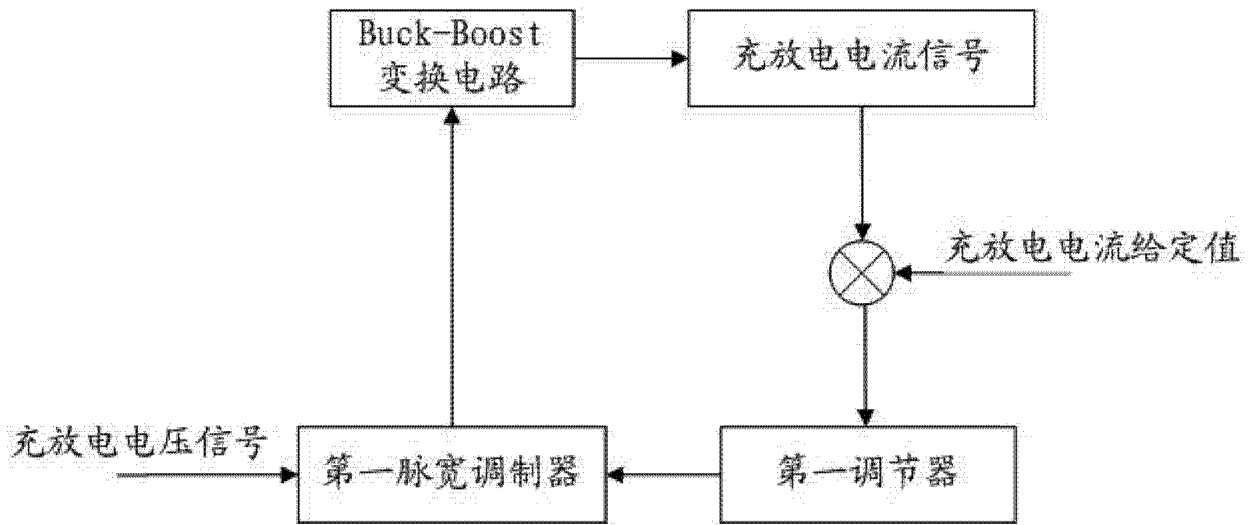 Buck-Boost
变换电路
充放电电流信号
充放电电流给定值
充放电电压信号
第一脉宽调制器
第一调节器